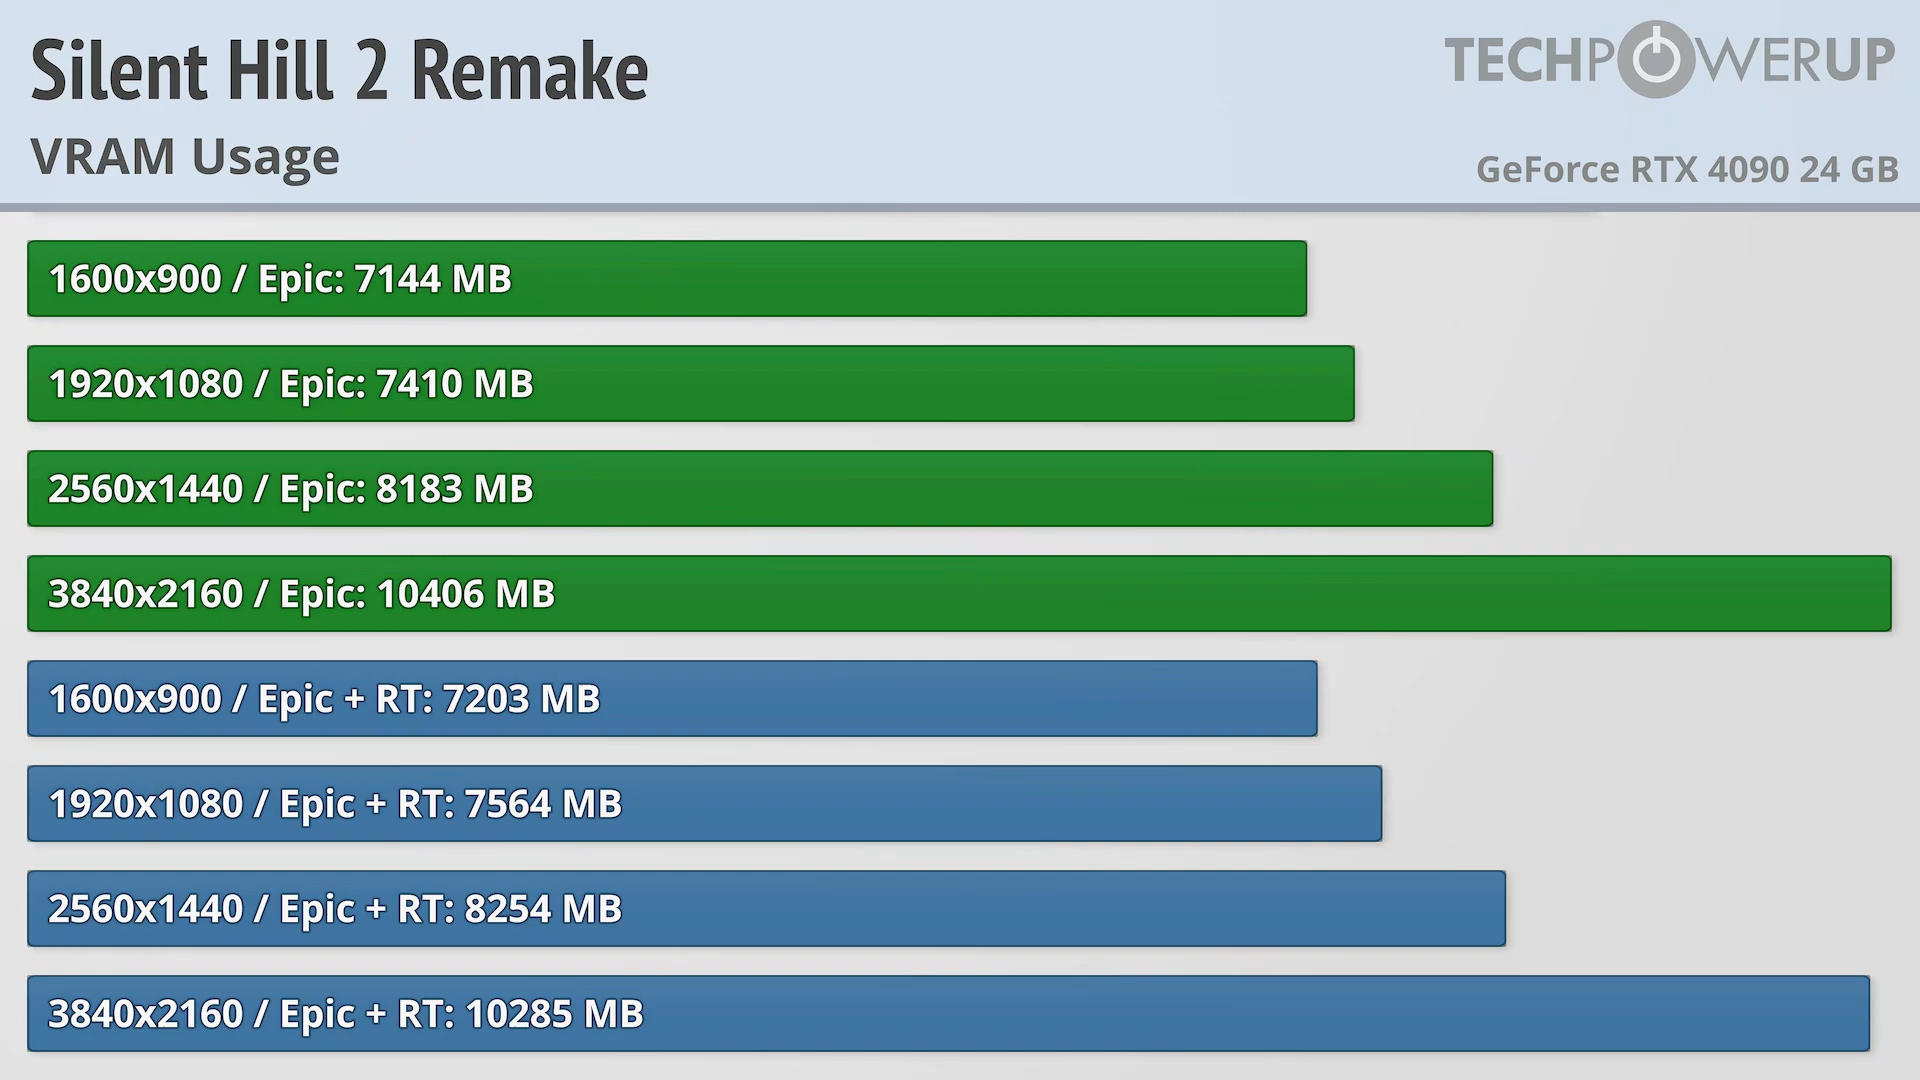 Silent Hill 2 Remake
TECHPOWERUP
VRAM Usage
GeForce RTX 4090 24 GB
1600x900 / Epic: 7144 MB
1920x1080 / Epic: 7410 MB
2560x1440 / Epic: 8183 MB
3840x2160 / Epic: 10406 MB
1600x900 / Epic + RT: 7203 MB
1920x1080 / Epic + RT: 7564 MB
2560x1440 / Epic + RT: 8254 MB
3840x2160 / Epic + RT: 10285 MB